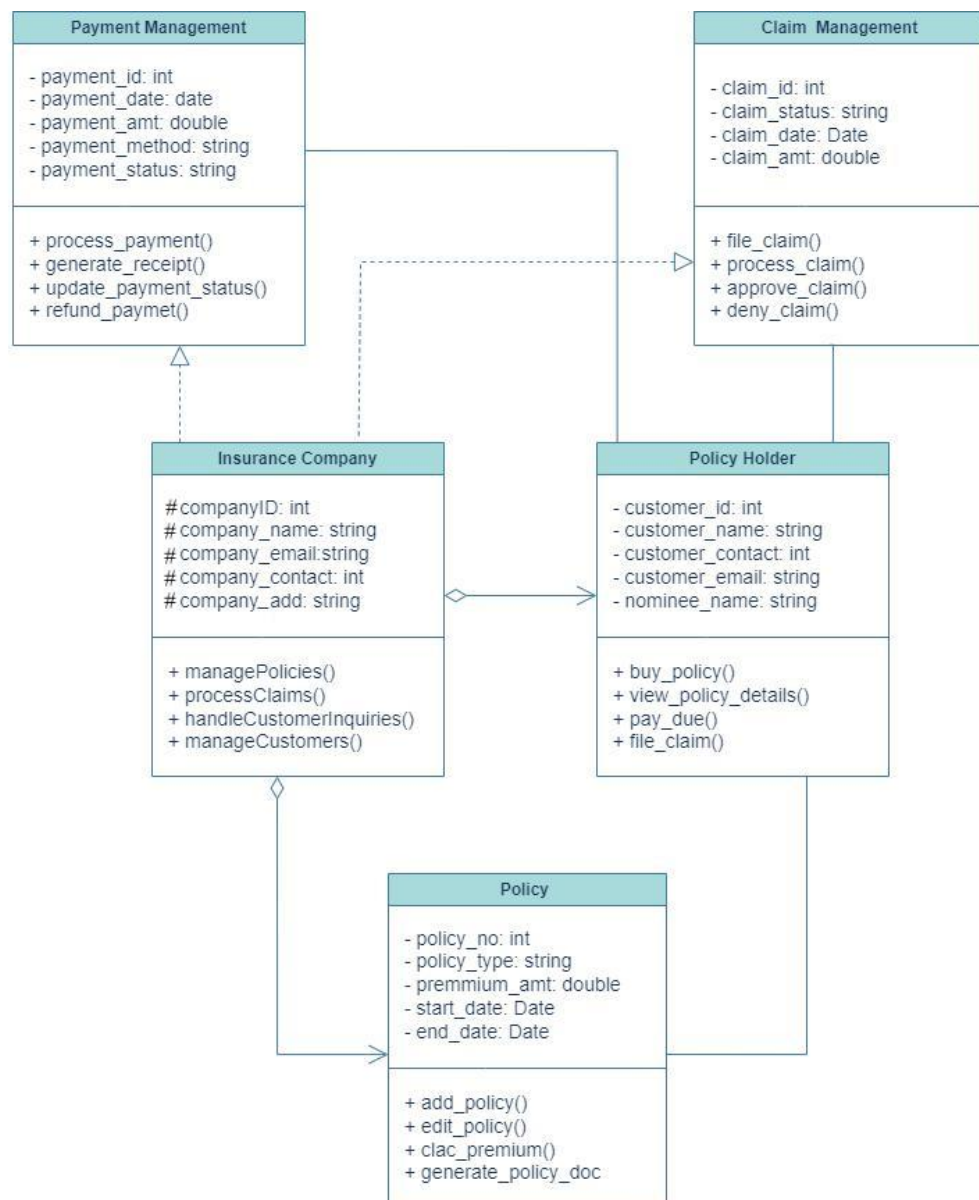 Payment Management
- payment_id: int
- payment_date: date
- payment_amt: double
- payment_method: string
- payment_status: string
+ process_payment()
+ generate_receipt()
+ update_payment_status()
+ refund_paymet()
Claim Management
- claim_id: int
- claim_status: string
- claim_date: Date
- claim_amt: double
+ file_claim()
+ process_claim()
+ approve_claim()
+ deny_claim()
Insurance Company
# companyID: int
# company_name: string
# company_email:string
# company_contact: int
# company_add: string
+ managePolicies()
+ processClaims()
+ handleCustomerInquiries()
+ manageCustomers()
Policy Holder
- customer_id: int
- customer_name: string
- customer_contact: int
- customer_email: string
- nominee_name: string
+ buy_policy()
+ view_policy_details()
+ pay_due()
+ file_claim()
Policy
- policy_no: int
- policy_type: string
- premmium_amt: double
- start_date: Date
- end_date: Date
+ add_policy()
+ edit_policy()
+ clac_premium()
+ generate_policy_doc